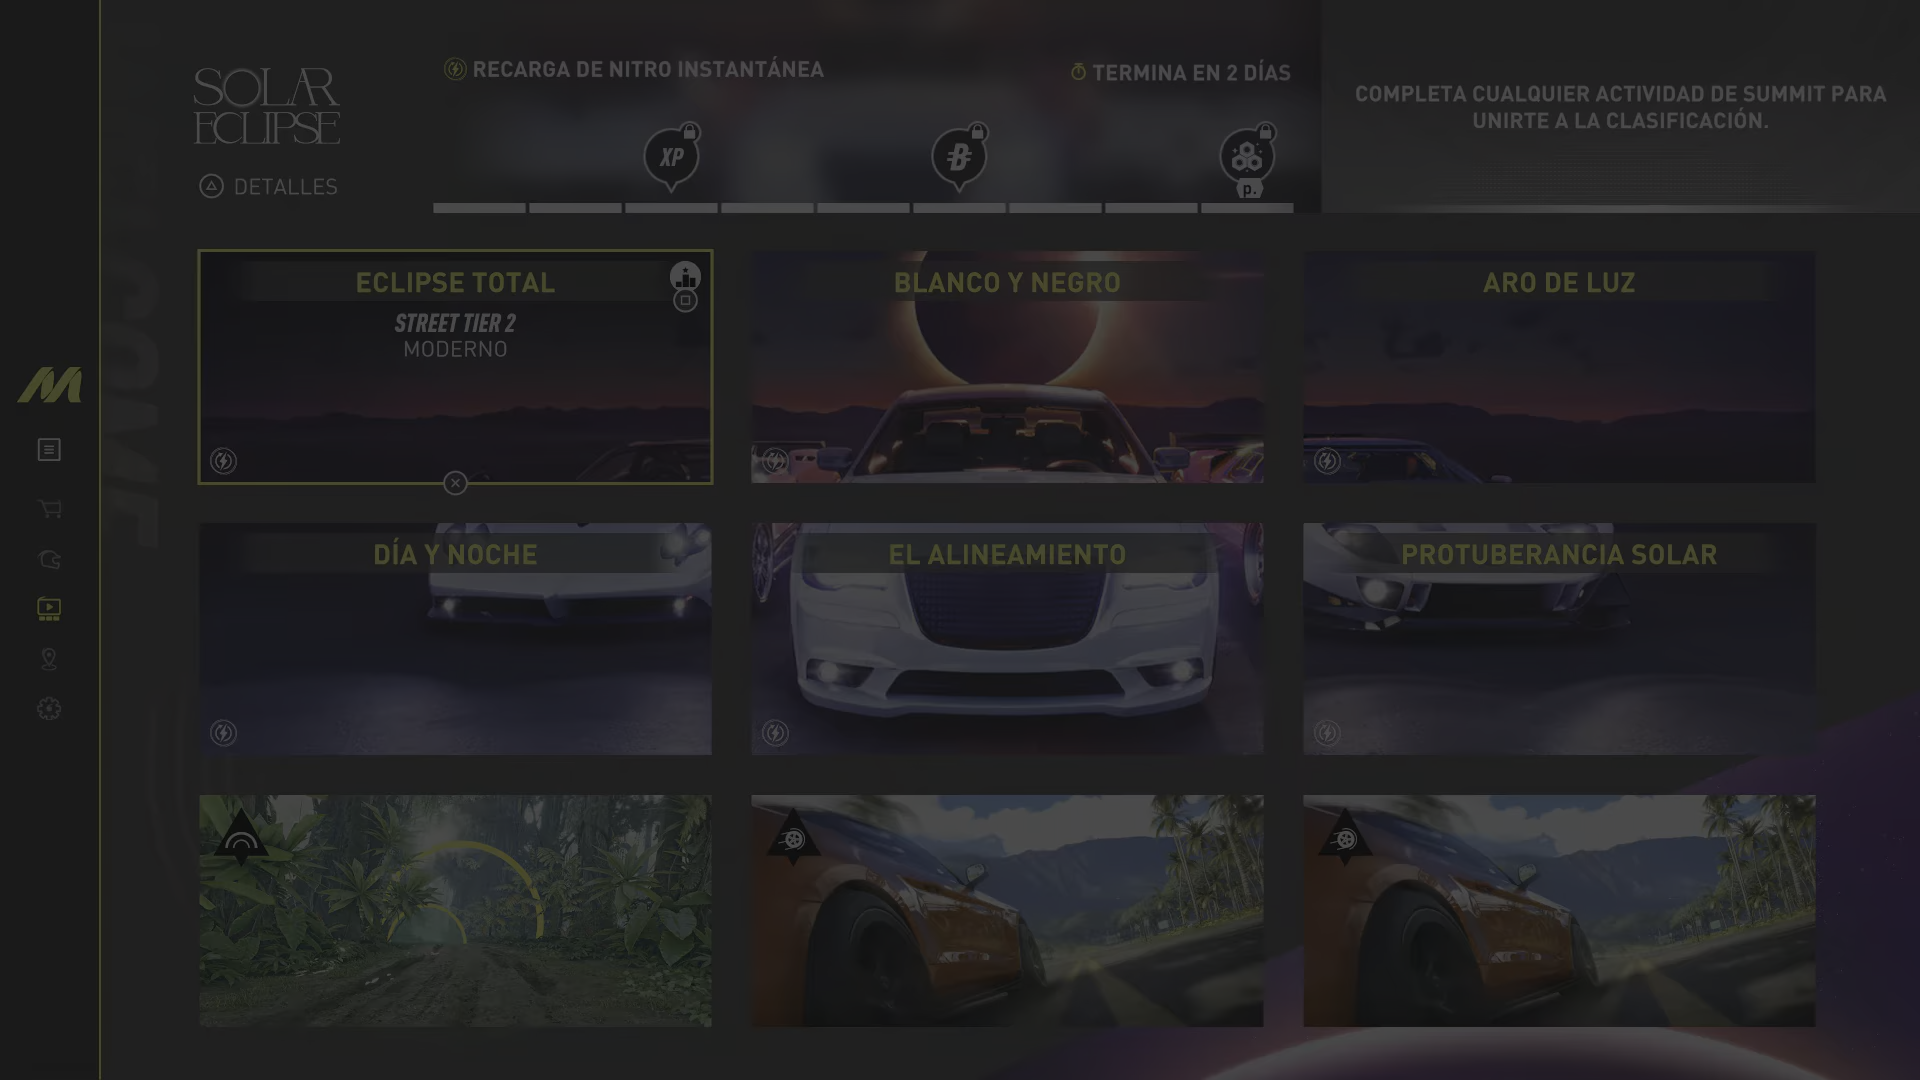 SOLAR
ECLIPSE
DETALLES
RECARGA DE NITRO INSTANTÁNEA
TERMINA EN 2 DÍAS
XP
p.
COMPLETA CUALQUIER ACTIVIDAD DE SUMMIT PARA
UNIRTE A LA CLASIFICACIÓN.
ECLIPSE TOTAL
STREET TIER 2
MODERNO
BLANCO Y NEGRO
ARO DE LUZ
DÍA Y NOCHE
EL ALINEAMIENTO
PROTUBERANCIA SOLAR